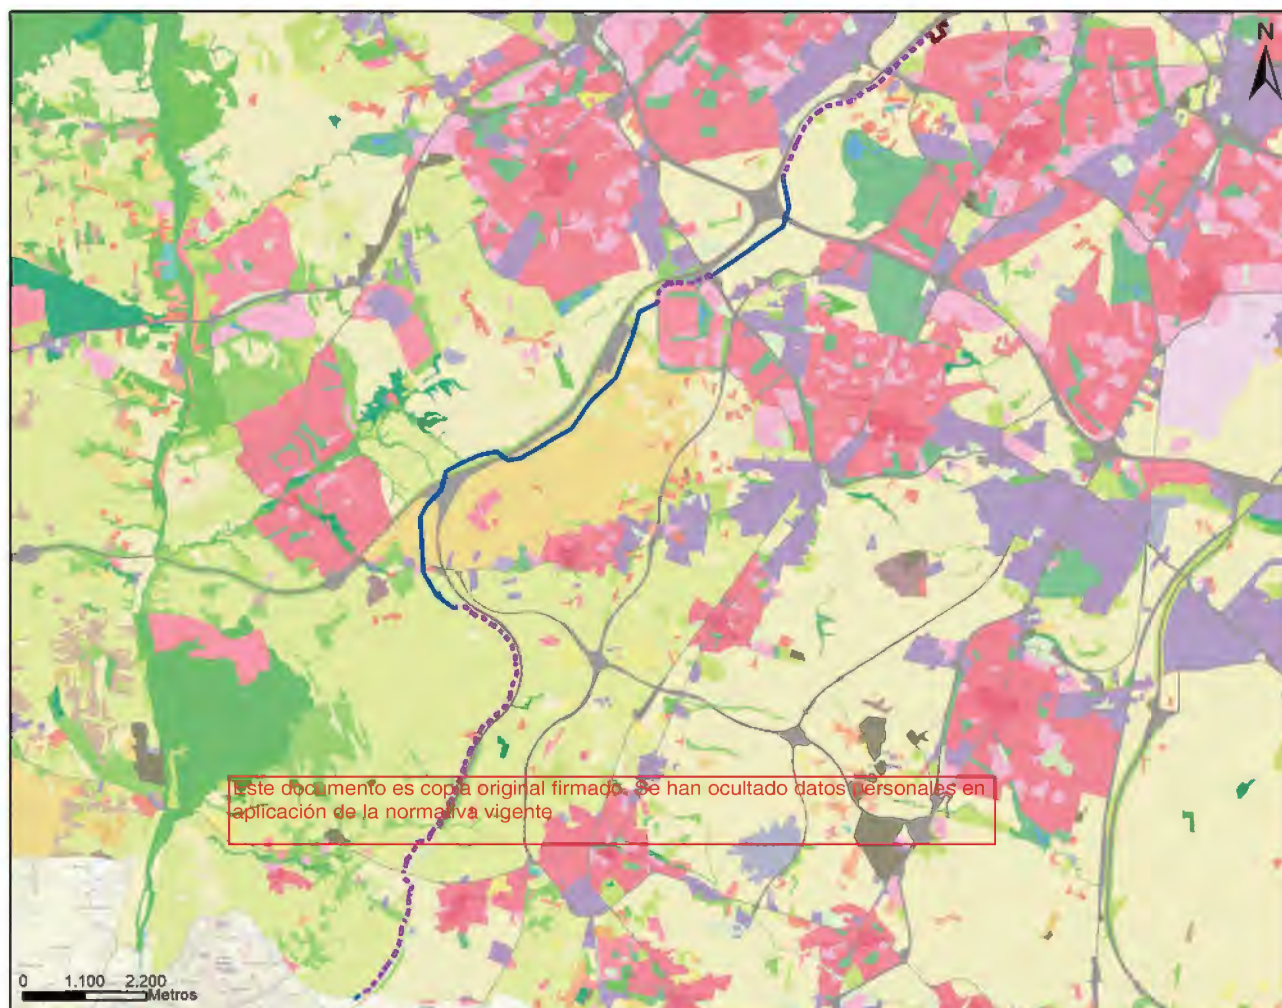 N
Este documento es copia original firmado. Se han ocultado datos personales en
aplicación de la normativa vigente
0 1.100 2.200
Metros